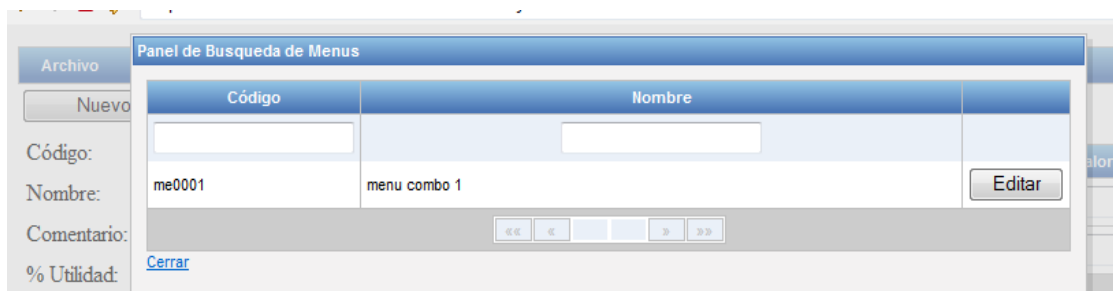 Panel de Busqueda de Menus
Archivo
Nuevo
Código Nombre
Código:
Nombre:
me0001 menu combo 1 Editar
Comentario:
«« « » »»
Cerrar
% Utilidad: